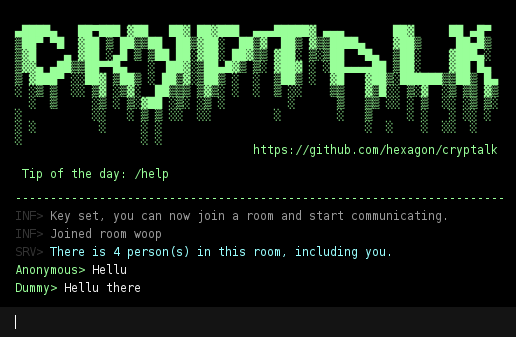 CRYPTALK
https://github.com/hexagon/cryptalk
Tip of the day: /help
INF> Key set, you can now join a room and start communicating.
INF> Joined room woop
SRV> There is 4 person(s) in this room, including you.
Anonymous> Hellu
Dummy> Hellu there